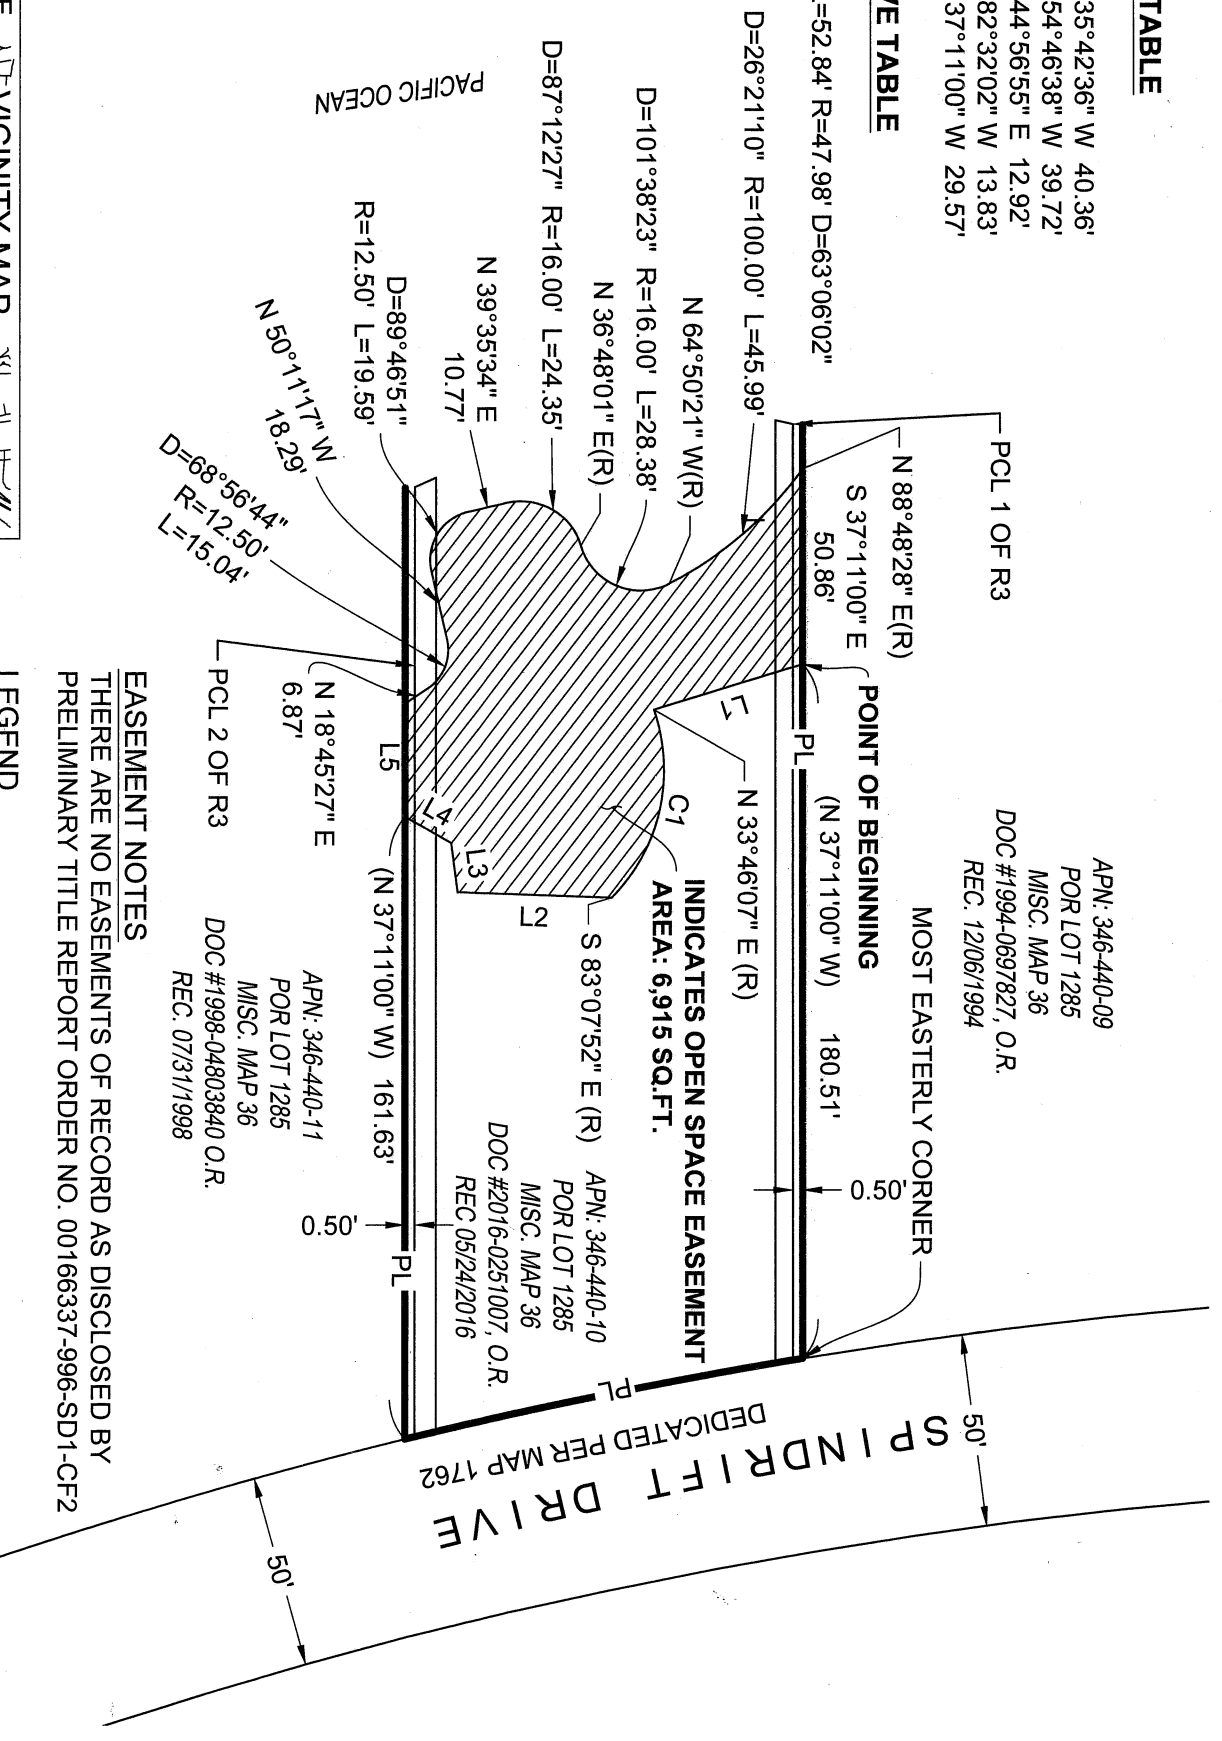 TABLE
35°42'36" W 40.36'
54°46'38" W 39.72'
44°56'55" E 12.92'
82°32'02" W 13.83'
37°11'00" W 29.57'
VE TABLE
L=52.84' R=47.98' D=63°06'02"
D=26°21'10" R=100.00' L=45.99'
N 64°50'21" W(R)
D=101°38'23" R=16.00' L=28.38'
N 36°48'01" E(R)
D=87°12'27" R=16.00' L=24.35'
N 39°35'34" E
10.77'
D=89°46'51"
R=12.50' L=19.59'
N 50°11'17" W
18.29'
D=68°56'44"
R=12.50'
L=15.04'
PACIFIC OCEAN
PCL 1 OF R3
N 88°48'28" E(R)
S 37°11'00" E
50.86'
POINT OF BEGINNING
PL
(N 37°11'00" W) 180.51'
L1
N 33°46'07" E (R)
C1
INDICATES OPEN SPACE EASEMENT
AREA: 6,915 SQ.FT.
S 83°07'52" E (R)
L2
L3
L4
L5
N 18°45'27" E
6.87'
PCL 2 OF R3
(N 37°11'00" W) 161.63'
PL
APN: 346-440-09
POR LOT 1285
MISC. MAP 36
DOC #1994-0697827, O.R.
REC. 12/06/1994
MOST EASTERLY CORNER
0.50'
APN: 346-440-10
POR LOT 1285
MISC. MAP 36
DOC #2016-0251007, O.R.
REC 05/24/2016
0.50'
APN: 346-440-11
POR LOT 1285
MISC. MAP 36
DOC #1998-04803840 O.R.
REC. 07/31/1998
PL
DEDICATED PER MAP 1762
SPINDRIFT DRIVE
50'
50'
EASEMENT NOTES
THERE ARE NO EASEMENTS OF RECORD AS DISCLOSED BY
PRELIMINARY TITLE REPORT ORDER NO. 00166337-996-SD1-CF2
LEGEND
VICINITY MAP